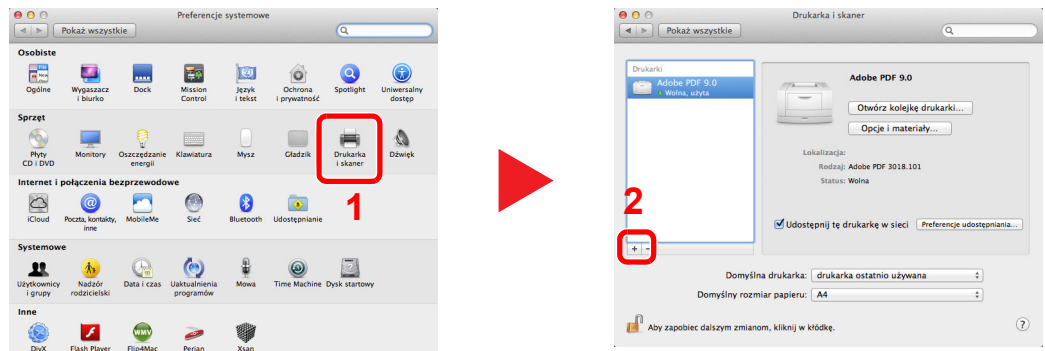 Preferencje systemowe
Pokaż wszystkie
Osobiste
Ogólne
Wygaszacz
i biurko
Dock
Mission
Control
Język
i tekst
Ochrona
i prywatność
Spotlight
Uniwersalny
dostęp
Sprzęt
Płyty
CD i DVD
Monitory
Oszczędzanie
energii
Klawiatura
Mysz
Gładzik
Drukarka
i skaner
Dźwięk
Internet i połączenia bezprzewodowe
iCloud
Poczta, kontakty,
inne
MobileMe
Sieć
Bluetooth
Udostępnianie
1
Systemowe
Użytkownicy
i grupy
Nadzór
rodzicielski
Data i czas
Uaktualnienia
programów
Mowa
Time Machine
Dysk startowy
Inne
DivX
Flash Player
WMV
Flip4Mac
Perian
Xsan
Drukarka i skaner
Pokaż wszystkie
Drukarki
Adobe PDF 9.0
Wolna, użyta
Adobe PDF 9.0
Otwórz kolejkę drukarki...
Opcje i materiały...
Lokalizacja:
Rodzaj: Adobe PDF 3018.101
Status: Wolna
2
Udostępnij tę drukarkę w sieci
Preferencje udostępniania...
+ −
Domyślna drukarka: drukarka ostatnio używana
Domyślny rozmiar papieru: A4
Aby zapobiec dalszym zmianom, kliknij w kłódkę.
?